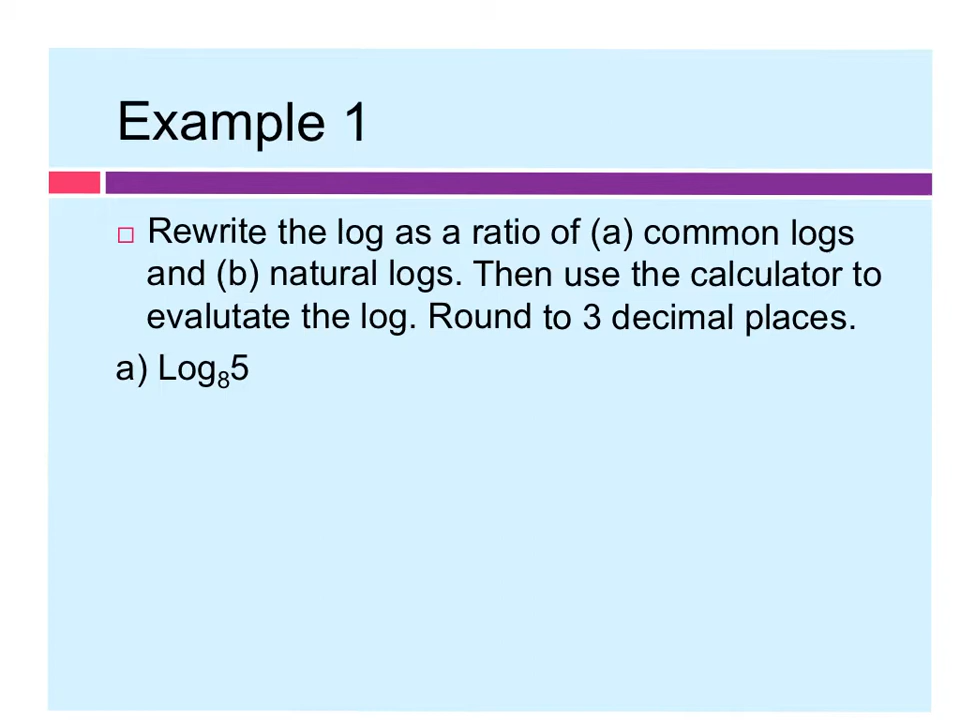 Example 1
Rewrite the log as a ratio of (a) common logs
and (b) natural logs. Then use the calculator to
evalutate the log. Round to 3 decimal places.
a) Log₈5